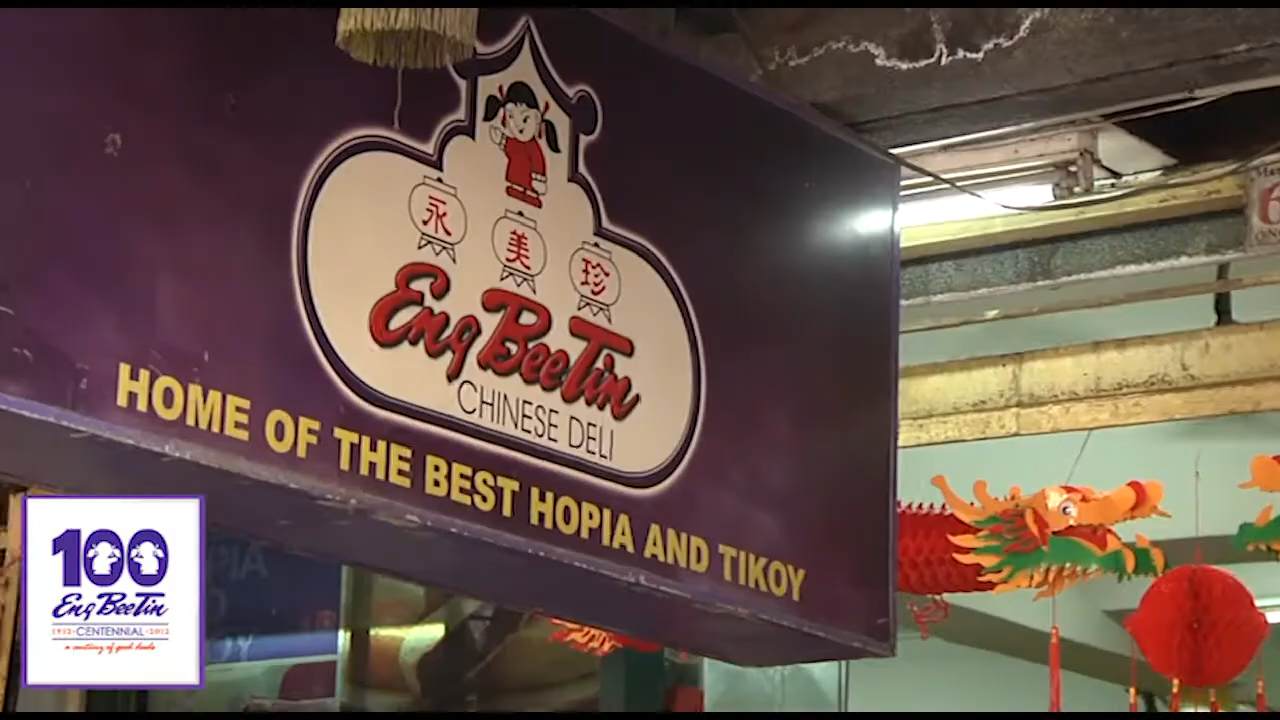 永美珍
Eng Bee Tin
CHINESE DELI
HOME OF THE BEST HOPIA AND TIKOY
100
Eng Bee Tin
1912 · CENTENNIAL · 2012
a century of good deeds